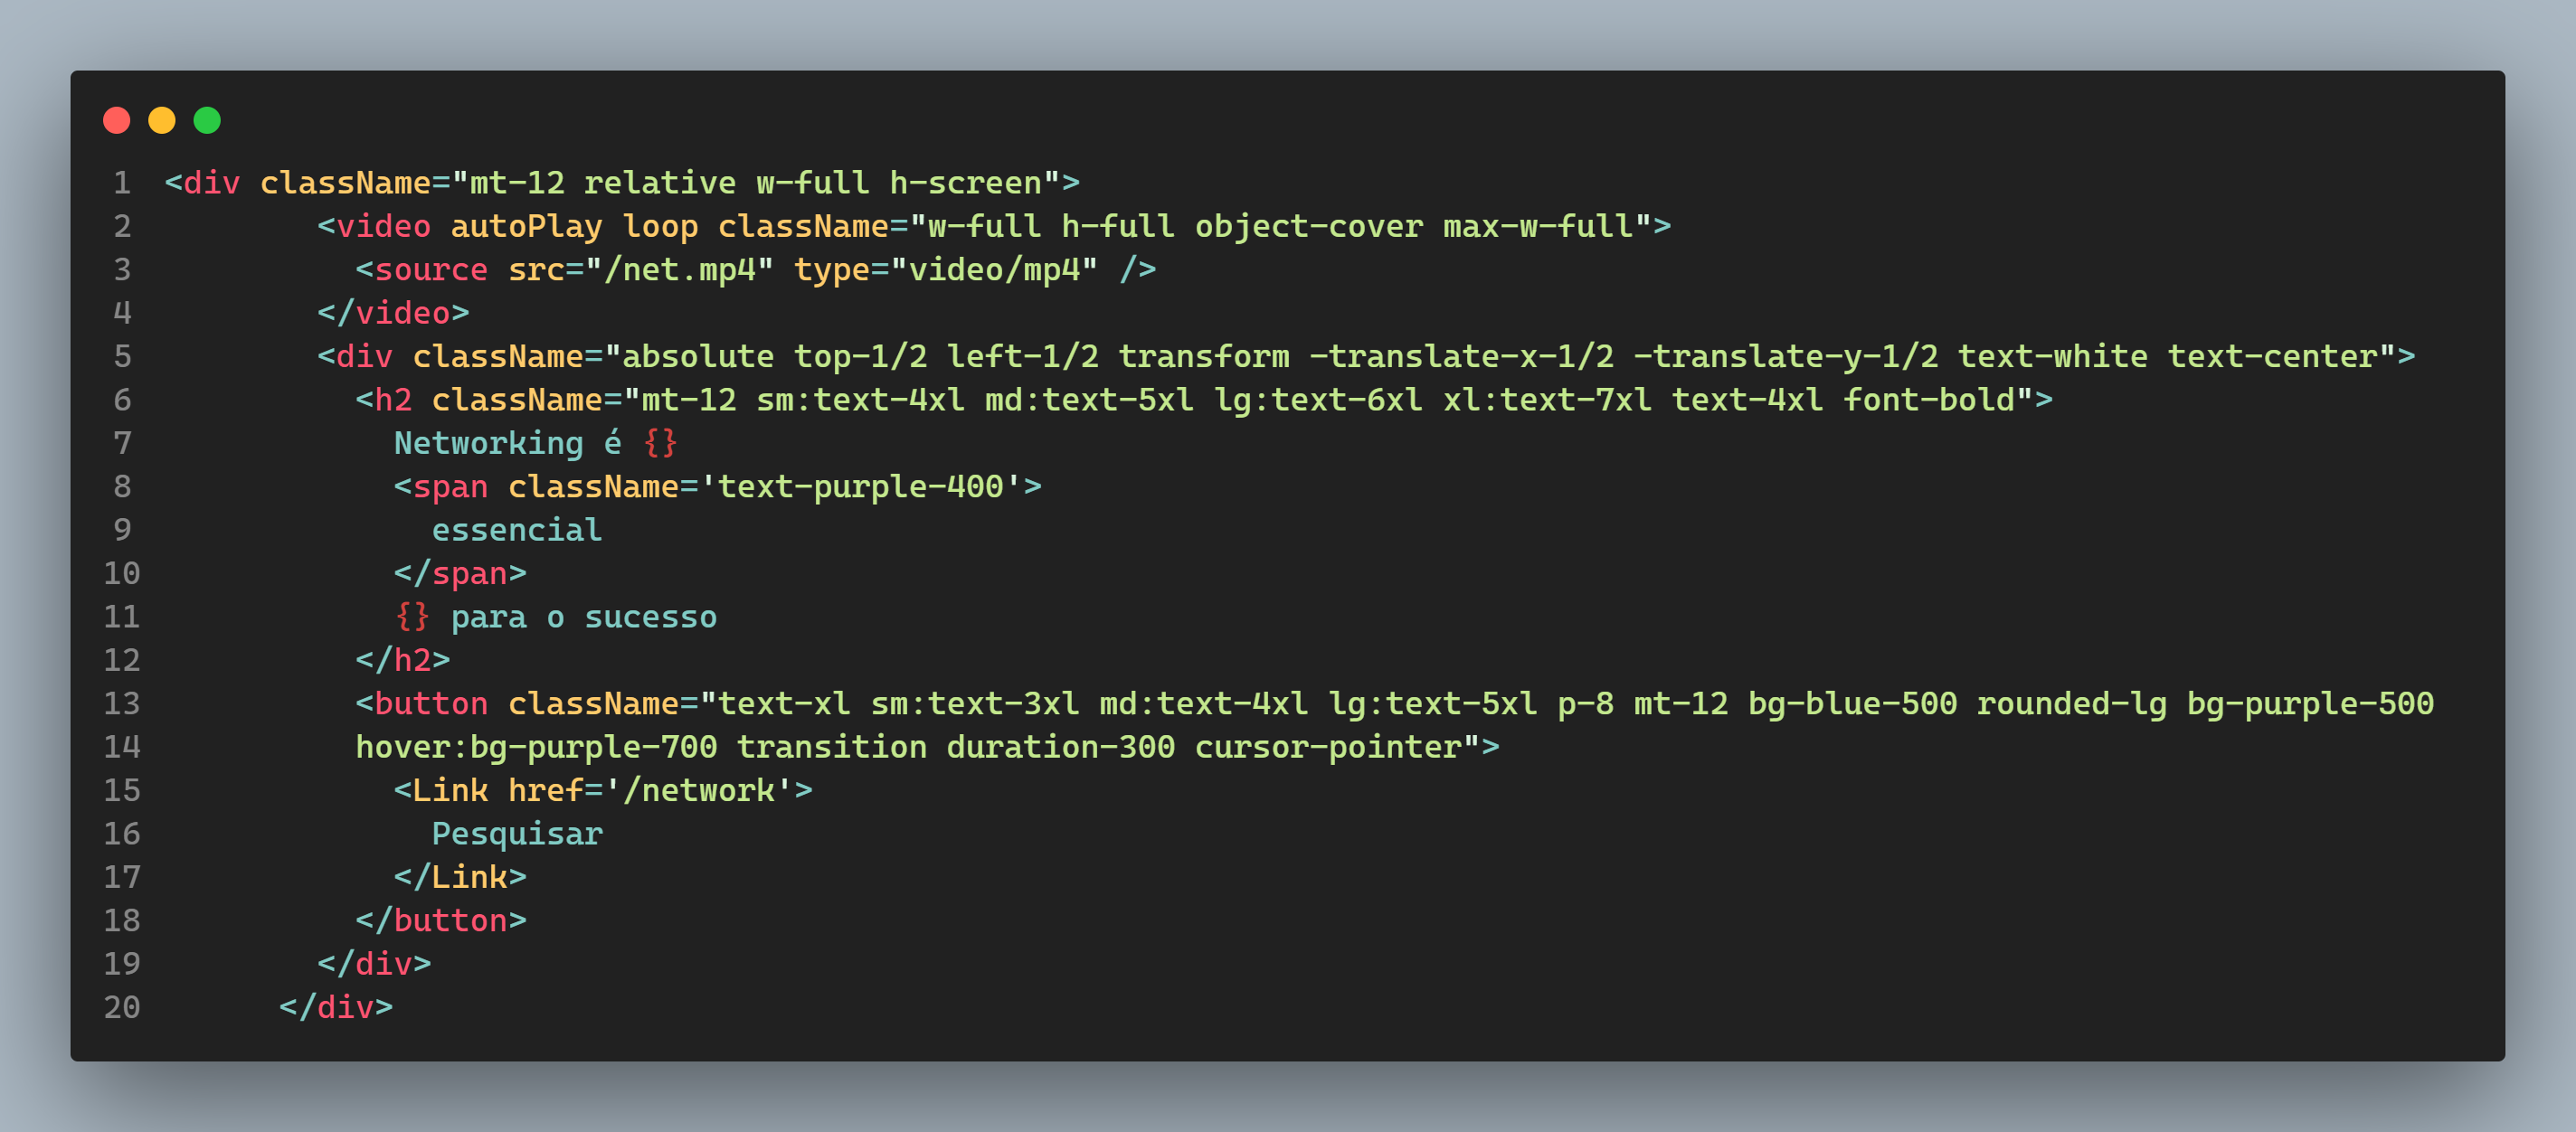 1 <div className="mt-12 relative w-full h-screen">
2 <video autoPlay loop className="w-full h-full object-cover max-w-full">
3 <source src="/net.mp4" type="video/mp4" />
4 </video>
5 <div className="absolute top-1/2 left-1/2 transform -translate-x-1/2 -translate-y-1/2 text-white text-center">
6 <h2 className="mt-12 sm:text-4xl md:text-5xl lg:text-6xl xl:text-7xl text-4xl font-bold">
7 Networking é {}
8 <span className='text-purple-400'>
9 essencial
10 </span>
11 {} para o sucesso
12 </h2>
13 <button className="text-xl sm:text-3xl md:text-4xl lg:text-5xl p-8 mt-12 bg-blue-500 rounded-lg bg-purple-500
14 hover:bg-purple-700 transition duration-300 cursor-pointer">
15 <Link href='/network'>
16 Pesquisar
17 </Link>
18 </button>
19 </div>
20 </div>